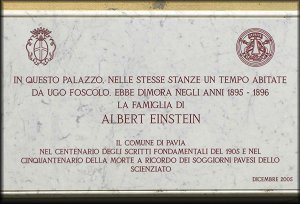 IN QUESTO PALAZZO, NELLE STESSE STANZE UN TEMPO ABITATE
DA UGO FOSCOLO, EBBE DIMORA NEGLI ANNI 1895 - 1896
LA FAMIGLIA DI
ALBERT EINSTEIN
IL COMUNE DI PAVIA
NEL CENTENARIO DEGLI SCRITTI FONDAMENTALI DEL 1905 E NEL
CINQUANTENARIO DELLA MORTE A RICORDO DEI SOGGIORNI PAVESI DELLO
SCIENZIATO
DICEMBRE 2005